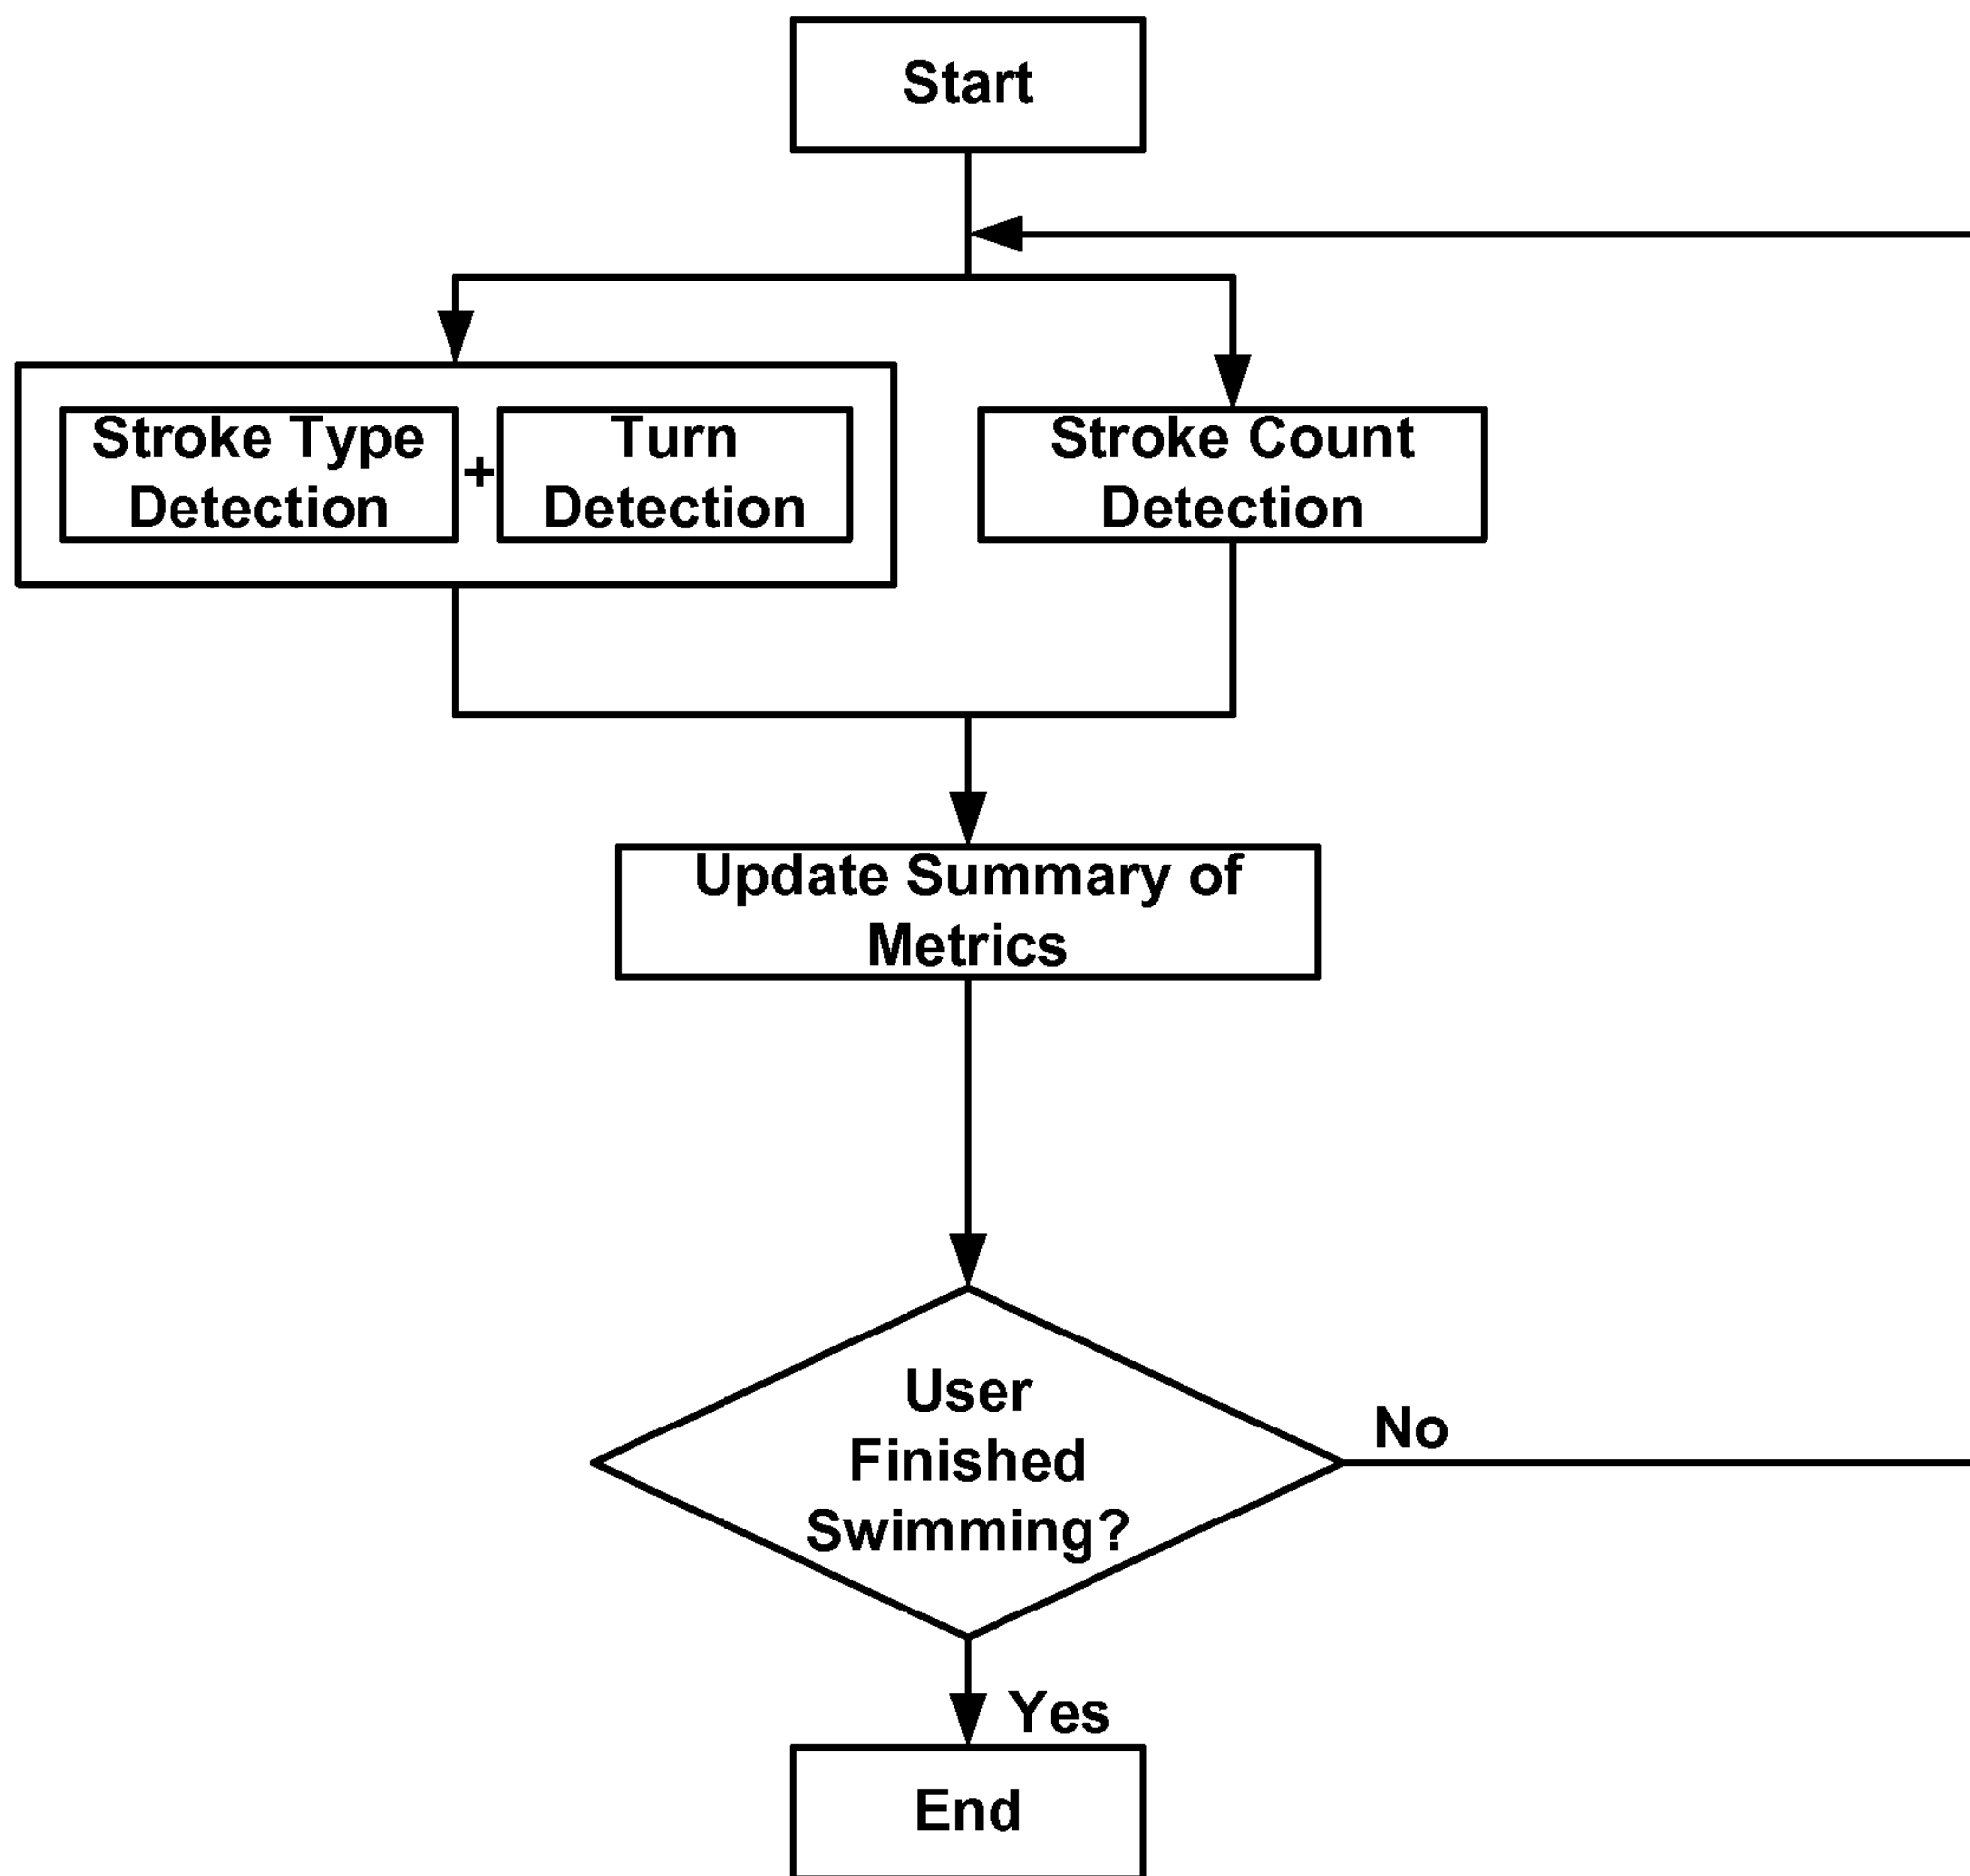 Start
Stroke Type
Detection
+
Turn
Detection
Stroke Count
Detection
Update Summary of
Metrics
User
Finished
Swimming?
No
Yes
End